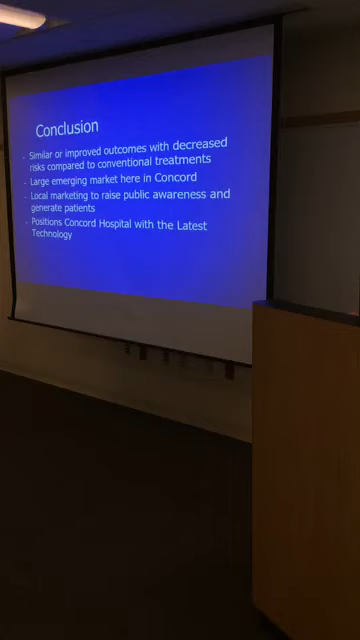 Conclusion
- Similar or improved outcomes with decreased
risks compared to conventional treatments
- Large emerging market here in Concord
- Local marketing to raise public awareness and
generate patients
- Positions Concord Hospital with the Latest
Technology